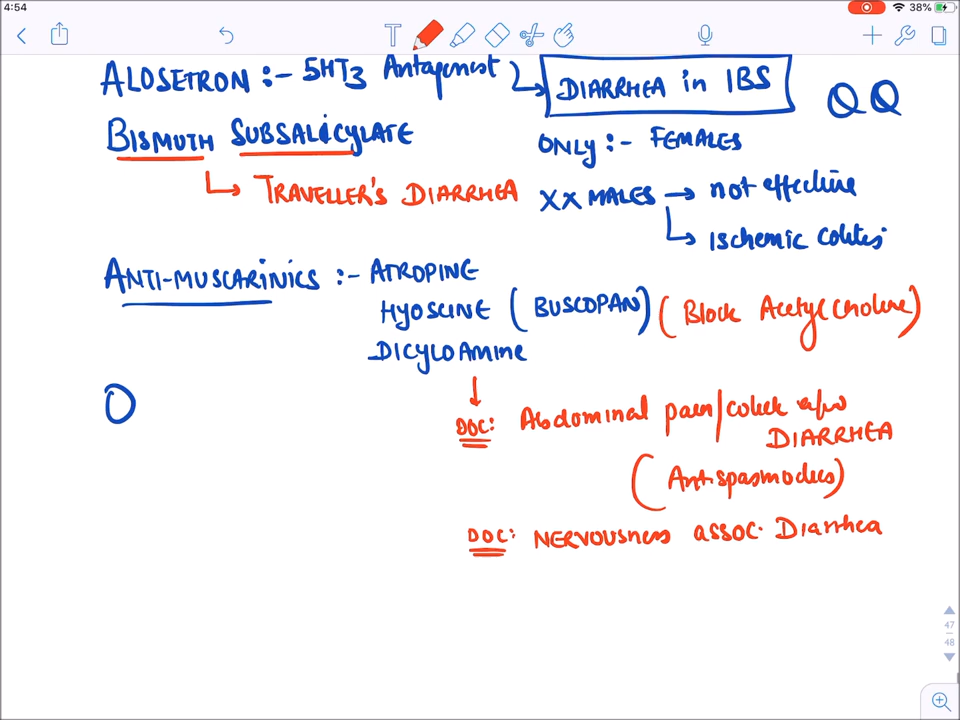 4:54
38%
T
ALOSETRON :- 5HT3 Antagonist
DIARRHEA in IBS
QQ
BISMUTH SUBSALICYLATE
ONLY :- FEMALES
TRAVELLER'S DIARRHEA
XX MALES → not effective
Ischemic colitis
ANTI-MUSCARINICS :- ATROPINE
HYOSCINE (BUSCOPAN) (Block Acetylcholine)
DICYLOAMINE
O
DOC: Abdominal pain/colick
DIARRHEA
(Antispasmodics)
DOC: NERVOUSNESS assoc. Diarrhea
47
48